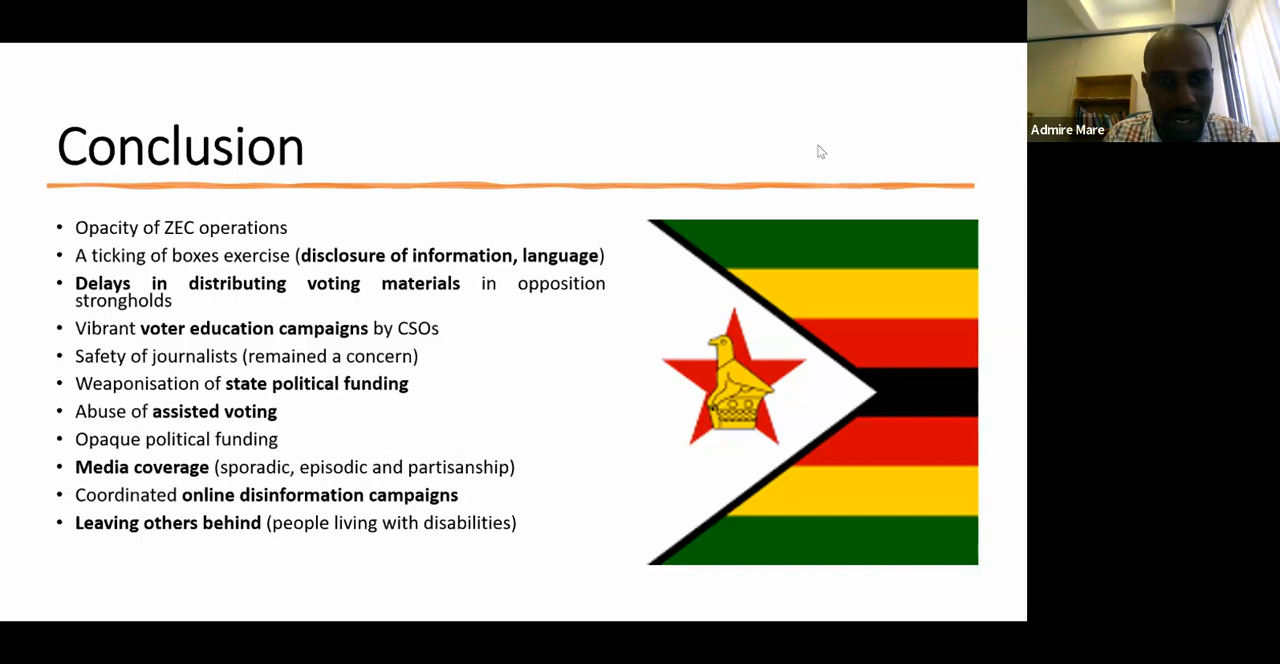 Conclusion
• Opacity of ZEC operations
• A ticking of boxes exercise (disclosure of information, language)
• Delays in distributing voting materials in opposition
strongholds
• Vibrant voter education campaigns by CSOs
• Safety of journalists (remained a concern)
• Weaponisation of state political funding
• Abuse of assisted voting
• Opaque political funding
• Media coverage (sporadic, episodic and partisanship)
• Coordinated online disinformation campaigns
• Leaving others behind (people living with disabilities)
Admire Mare